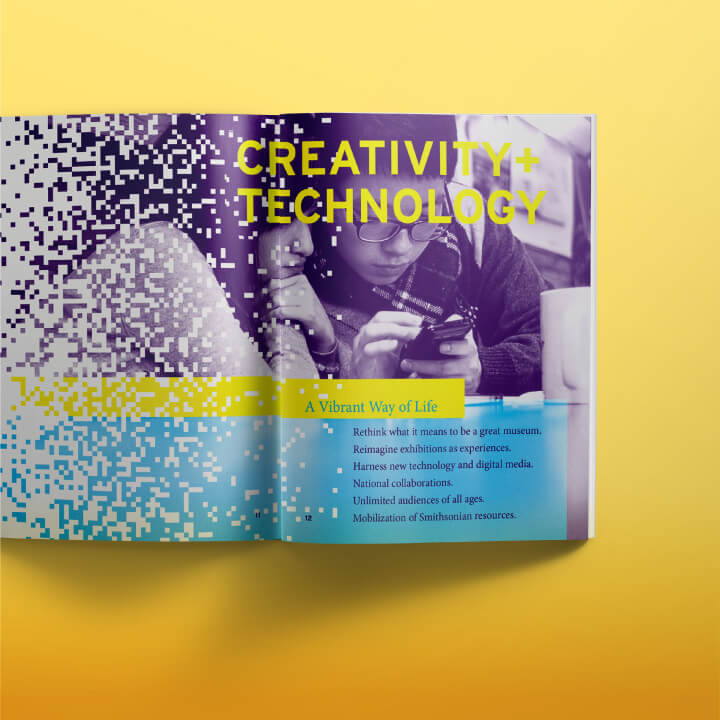 CREATIVITY+
TECHNOLOGY
A Vibrant Way of Life
Rethink what it means to be a great museum.
Reimagine exhibitions as experiences.
Harness new technology and digital media.
National collaborations.
Unlimited audiences of all ages.
Mobilization of Smithsonian resources.
11
12